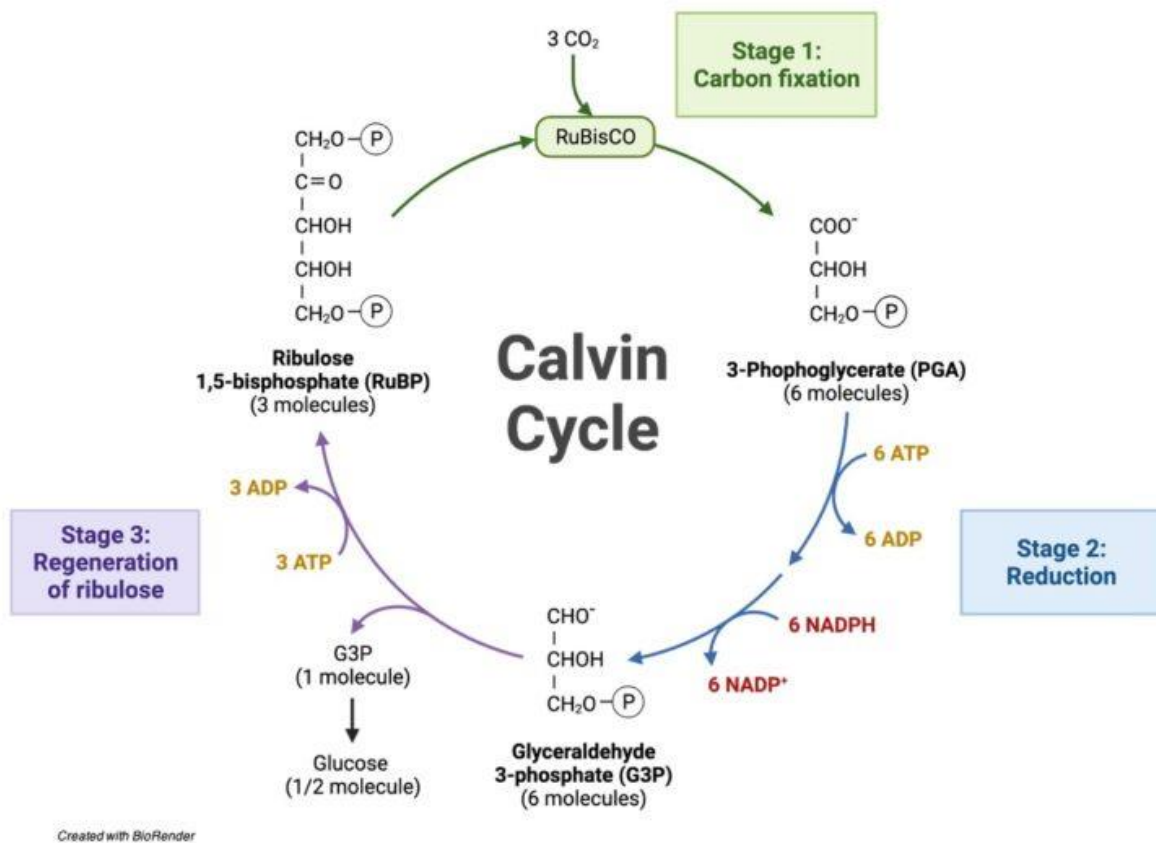 3 CO₂
Stage 1:
Carbon fixation
RuBisCO
CH₂O–P
C=O
CHOH
CHOH
CH₂O–P
Ribulose
1,5-bisphosphate (RuBP)
(3 molecules)
COO⁻
CHOH
CH₂O–P
3-Phophoglycerate (PGA)
(6 molecules)
Calvin
Cycle
6 ATP
6 ADP
Stage 2:
Reduction
6 NADPH
6 NADP⁺
CHO⁻
CHOH
CH₂O–P
Glyceraldehyde
3-phosphate (G3P)
(6 molecules)
3 ADP
3 ATP
Stage 3:
Regeneration
of ribulose
G3P
(1 molecule)
Glucose
(1/2 molecule)
Created with BioRender